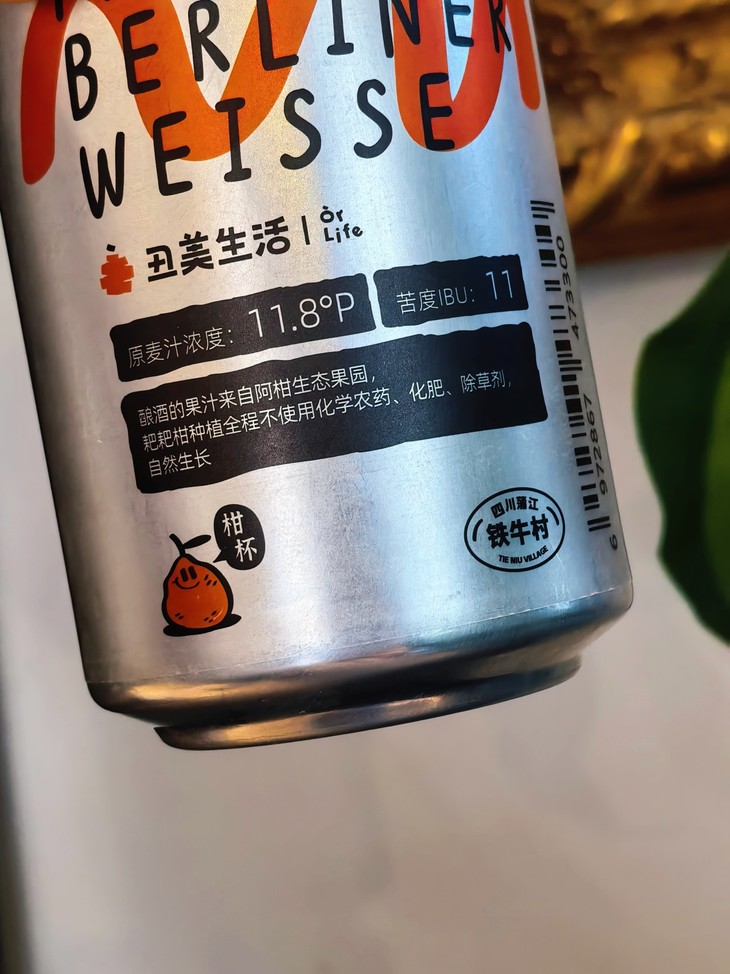 BERLINER
WEISSE
丑美生活 | òr Life
原麦汁浓度：11.8°P
苦度IBU：11
酿酒的果汁来自阿柑生态果园，
耙耙柑种植全程不使用化学农药、化肥、除草剂，
自然生长
柑
杯
四川蒲江
铁牛村
TIE NIU VILLAGE
6 972867 473300